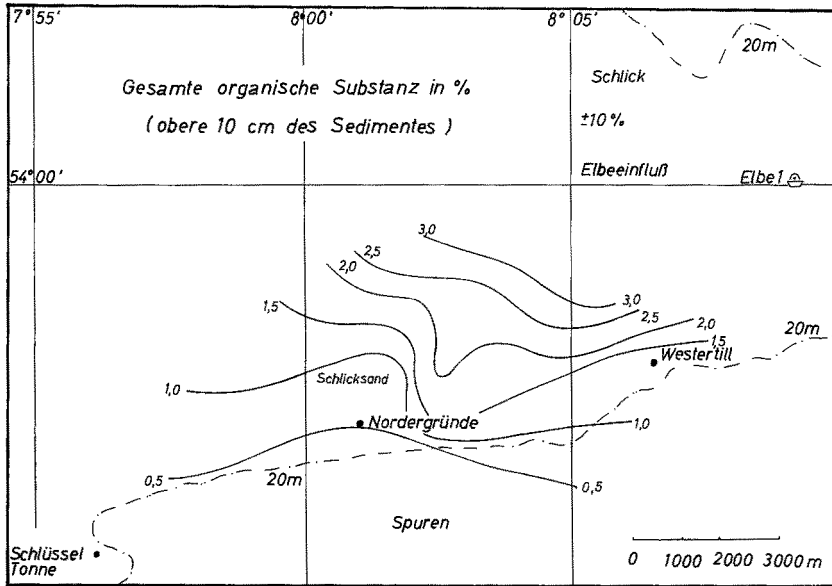 7°55'
8°00'
8°05'
20m
Gesamte organische Substanz in %
(obere 10 cm des Sedimentes)
Schlick
±10 %
Elbeeinfluß
54°00'
Elbe 1
3,0
2,5
2,0
1,5
3,0
2,5
2,0
1,5
20m
Westertill
1,0
Schlicksand
Nordergründe
1,0
0,5
20m
0,5
Spuren
Schlüssel
Tonne
0 1000 2000 3000 m